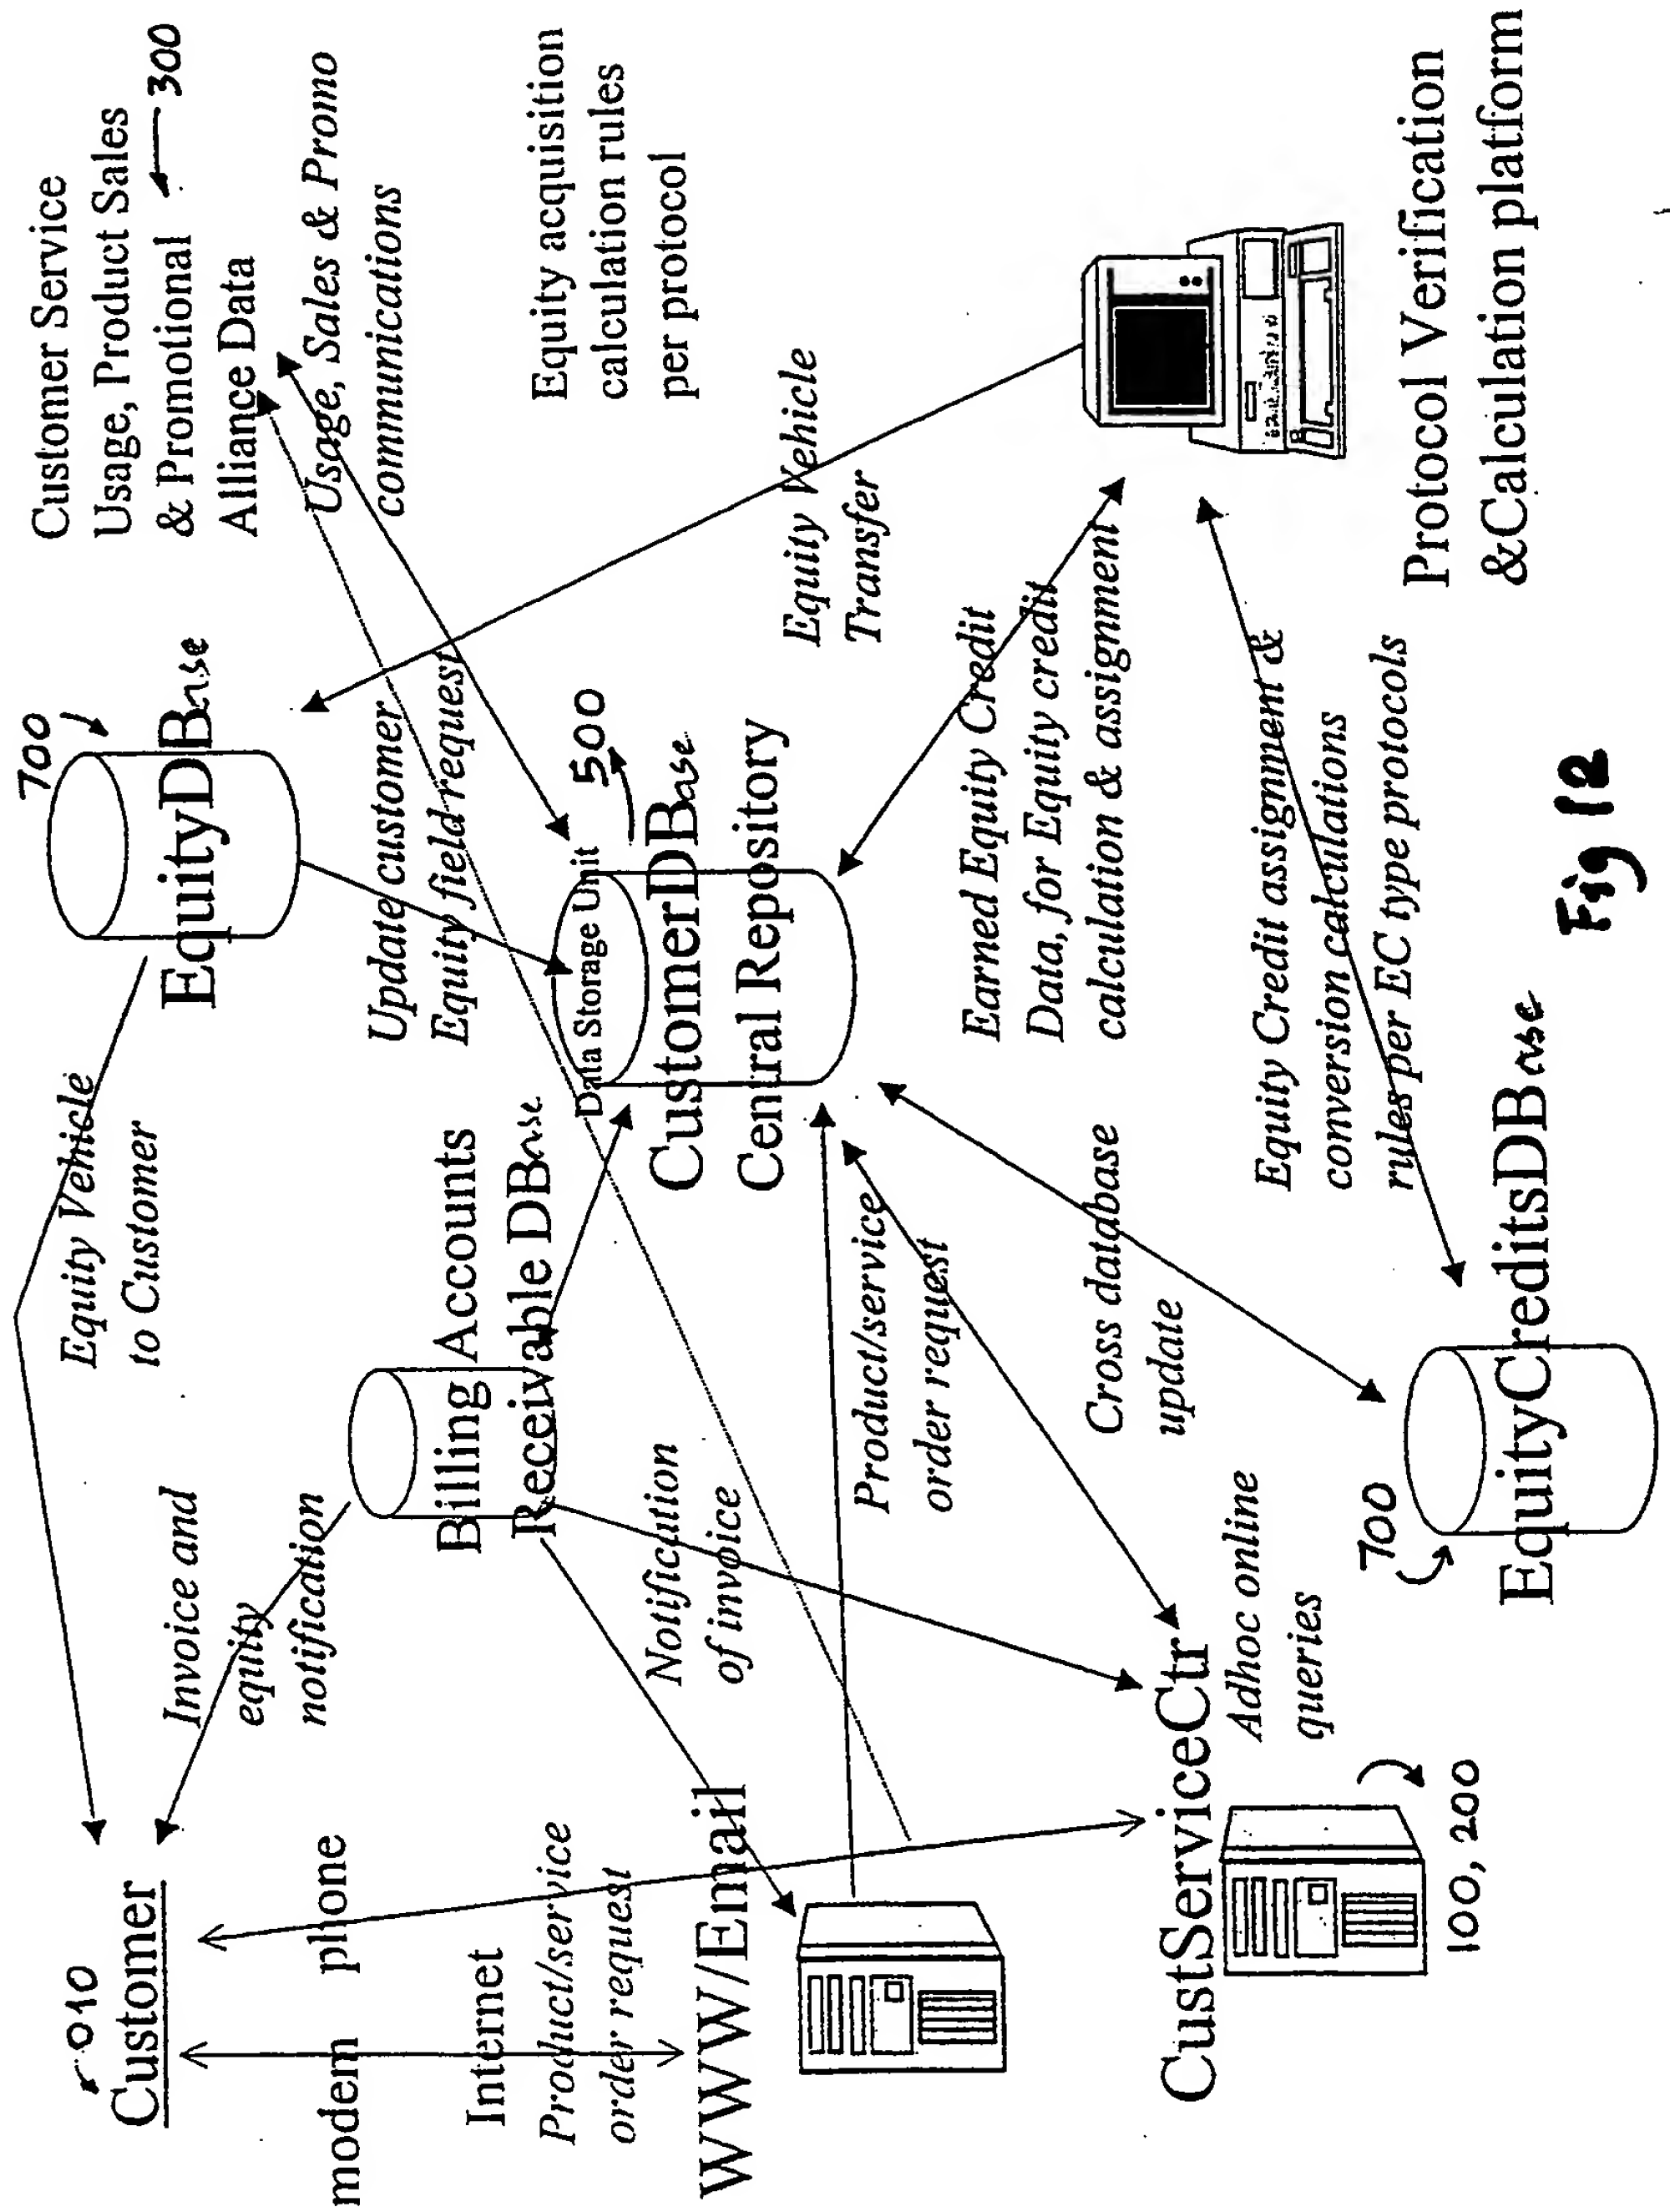 010
Customer
modem phone
Internet
Product/service
order request
WWW/Email
Invoice and
equity
notification
Equity Vehicle
to Customer
700
EquityDBase
Customer Service
Usage, Product Sales
& Promotional 300
Alliance Data
Usage, Sales & Promo
communications
Billing Accounts
Receivable DBase
Update customer
Equity field request
Notification
of invoice
Data Storage Unit 500
CustomerDBase
Central Repository
Equity acquisition
calculation rules
per protocol
Equity Vehicle
Transfer
Product/service
order request
CustServiceCtr
Adhoc online
queries
100, 200
Cross database
update
Earned Equity Credit
Data, for Equity credit
calculation & assignment
Equity Credit assignment &
conversion calculations
rules per EC type protocols
700
EquityCreditsDBase
Protocol Verification
&Calculation platform
Fig 12